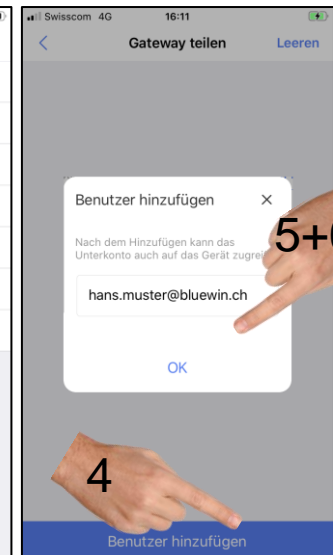 Swisscom 4G 16:11
Gateway teilen Leeren
Benutzer hinzufügen
Nach dem Hinzufügen kann das
Unterkonto auch auf das Gerät
hans.muster@bluewin.ch
5+
OK
4
Benutzer hinzufügen